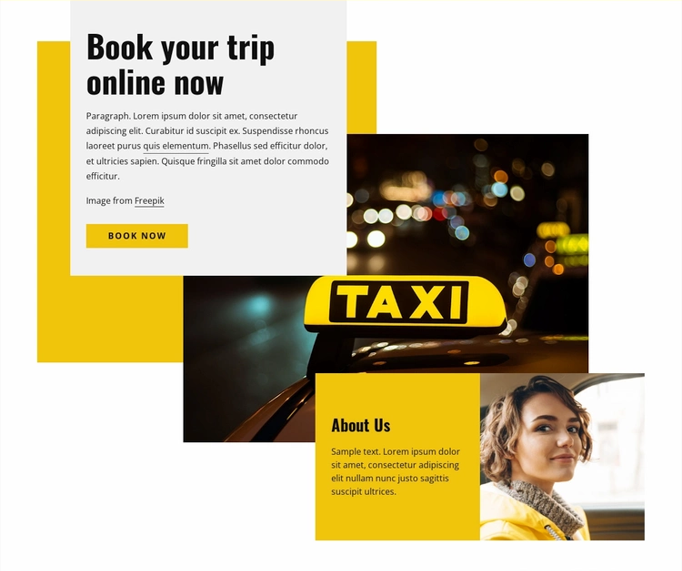 Book your trip
online now
Paragraph. Lorem ipsum dolor sit amet, consectetur
adipiscing elit. Curabitur id suscipit ex. Suspendisse rhoncus
laoreet purus quis elementum. Phasellus sed efficitur dolor,
et ultricies sapien. Quisque fringilla sit amet dolor commodo
efficitur.
Image from Freepik
BOOK NOW
TAXI
About Us
Sample text. Lorem ipsum dolor
sit amet, consectetur adipiscing
elit nullam nunc justo sagittis
suscipit ultrices.